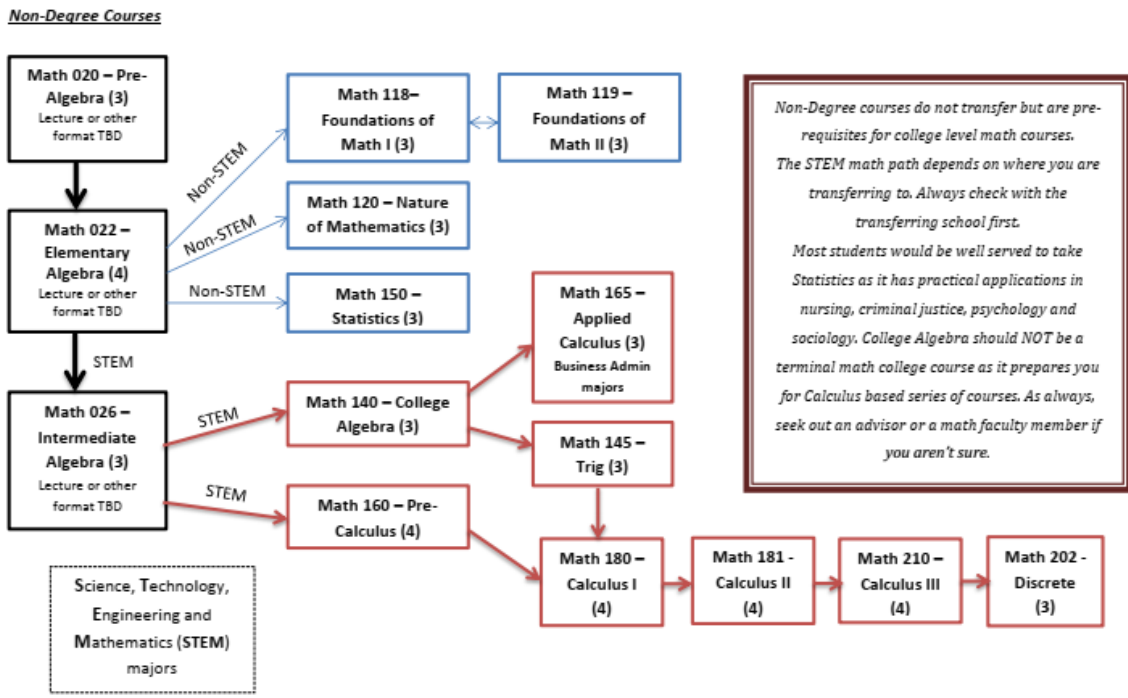 Non-Degree Courses
Math 020 – Pre-
Algebra (3)
Lecture or other
format TBD
Math 118–
Foundations of
Math I (3)
Math 119 –
Foundations of
Math II (3)
Non-STEM
Math 022 –
Elementary
Algebra (4)
Lecture or other
format TBD
Non-STEM
Math 120 – Nature
of Mathematics (3)
Non-STEM
Math 150 –
Statistics (3)
STEM
Math 026 –
Intermediate
Algebra (3)
Lecture or other
format TBD
STEM
Math 140 – College
Algebra (3)
Math 165 –
Applied
Calculus (3)
Business Admin
majors
Math 145 –
Trig (3)
STEM
Math 160 – Pre-
Calculus (4)
Math 180 –
Calculus I
(4)
Math 181 -
Calculus II
(4)
Math 210 –
Calculus III
(4)
Math 202 -
Discrete
(3)
Non-Degree courses do not transfer but are pre-
requisites for college level math courses.
The STEM math path depends on where you are
transferring to. Always check with the
transferring school first.
Most students would be well served to take
Statistics as it has practical applications in
nursing, criminal justice, psychology and
sociology. College Algebra should NOT be a
terminal math college course as it prepares you
for Calculus based series of courses. As always,
seek out an advisor or a math faculty member if
you aren't sure.
Science, Technology,
Engineering and
Mathematics (STEM)
majors